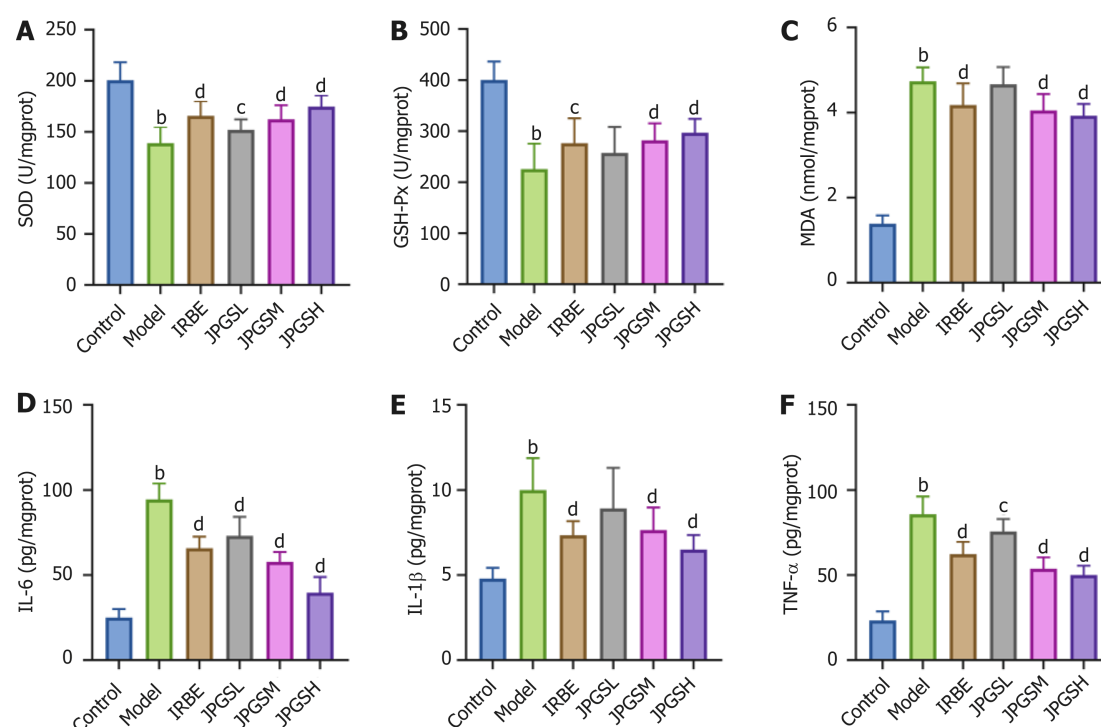 A
SOD (U/mgprot)
250
200
150
100
50
0
b
d
c
d
d
Control
Model
IRBE
JPGSL
JPGSM
JPGSH
B
GSH-Px (U/mgprot)
500
400
300
200
100
0
b
c
d
d
Control
Model
IRBE
JPGSL
JPGSM
JPGSH
C
MDA (nmol/mgprot)
6
4
2
0
b
d
d
d
Control
Model
IRBE
JPGSL
JPGSM
JPGSH
D
IL-6 (pg/mgprot)
150
100
50
0
b
d
d
d
d
Control
Model
IRBE
JPGSL
JPGSM
JPGSH
E
IL-1β (pg/mgprot)
15
10
5
0
b
d
d
d
Control
Model
IRBE
JPGSL
JPGSM
JPGSH
F
TNF-α (pg/mgprot)
150
100
50
0
b
d
c
d
d
Control
Model
IRBE
JPGSL
JPGSM
JPGSH